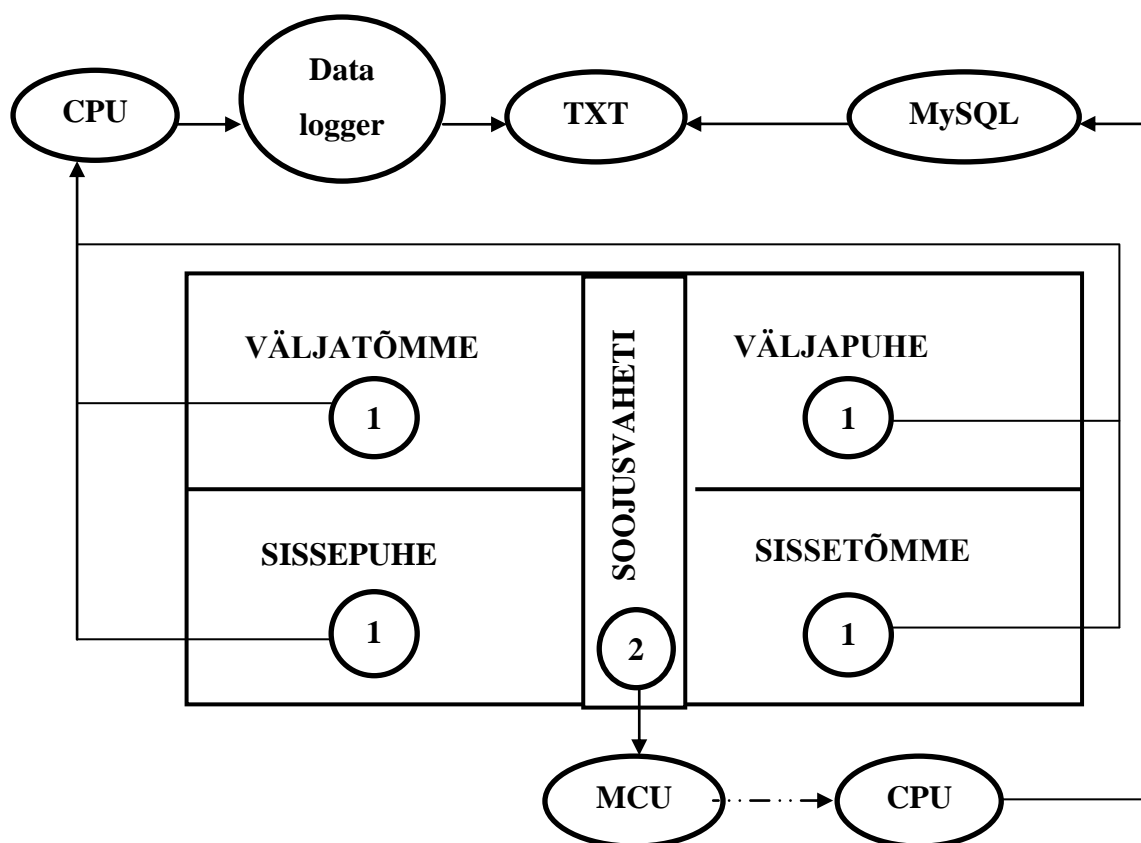 CPU
Data
logger
TXT
MySQL
VÄLJATÕMME
1
SOOJUSVAHETI
VÄLJAPUHE
1
SISSEPUHE
1
2
SISSETÕMME
1
MCU
CPU